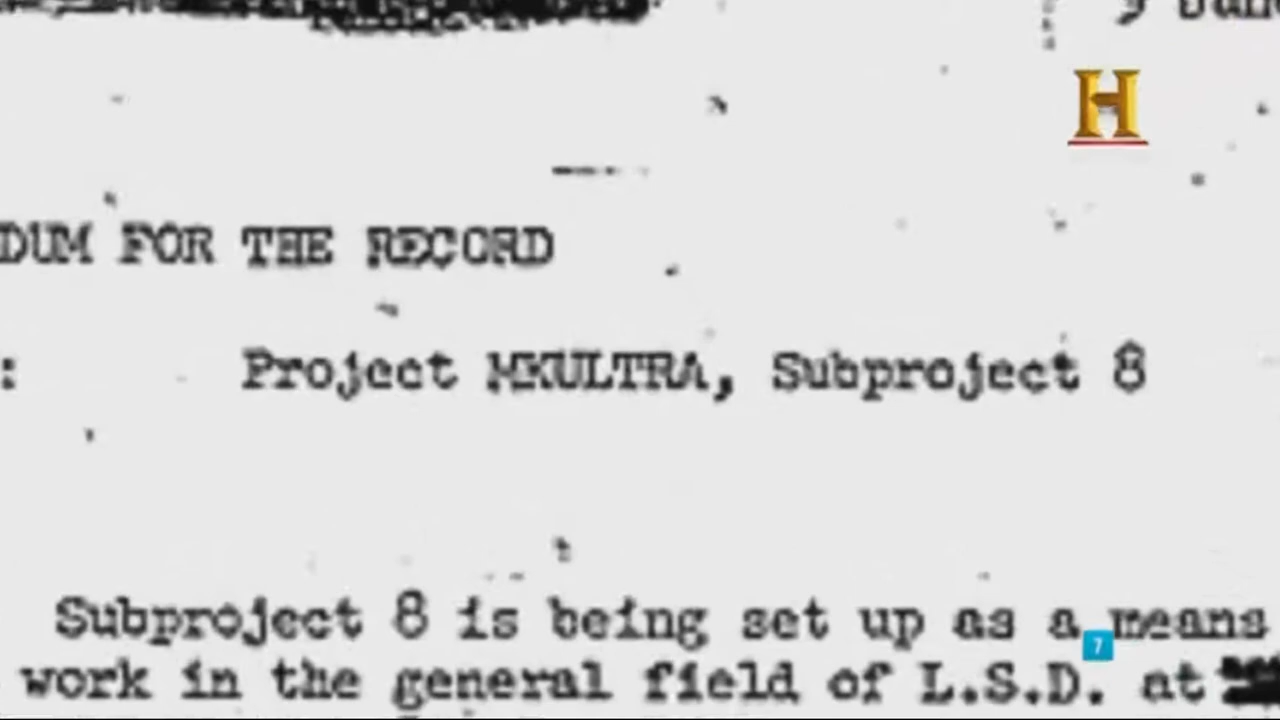 H
DUM FOR THE RECORD
: Project MKULTRA, Subproject 8
Subproject 8 is being set up as a means
7
work in the general field of L.S.D. at